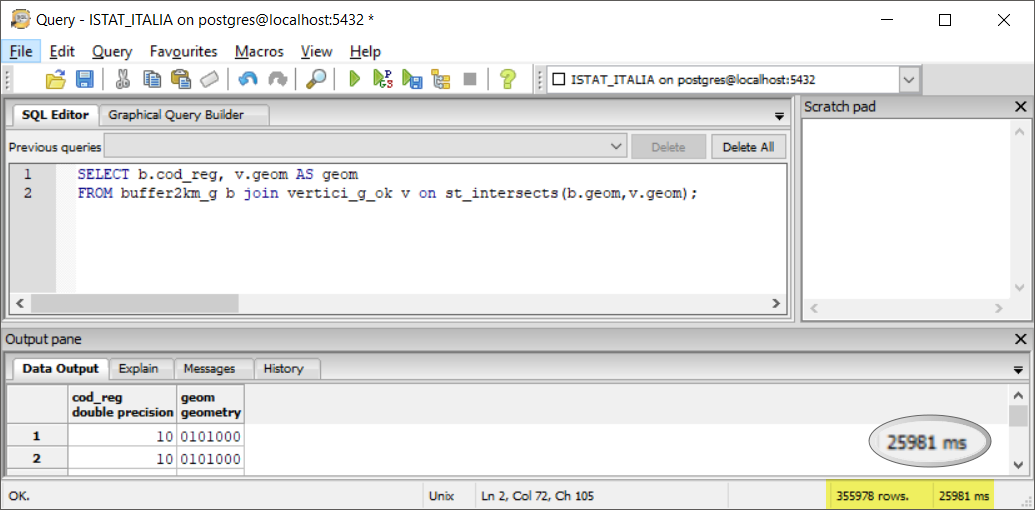 Query - ISTAT_ITALIA on postgres@localhost:5432 *
File Edit Query Favourites Macros View Help
ISTAT_ITALIA on postgres@localhost:5432
SQL Editor Graphical Query Builder
Scratch pad
Previous queries Delete Delete All
1 SELECT b.cod_reg, v.geom AS geom
2 FROM buffer2km_g b join vertici_g_ok v on st_intersects(b.geom,v.geom);
Output pane
Data Output Explain Messages History
cod_reg geom
double precision geometry
1 10 0101000
2 10 0101000
25981 ms
OK. Unix Ln 2, Col 72, Ch 105 355978 rows. 25981 ms